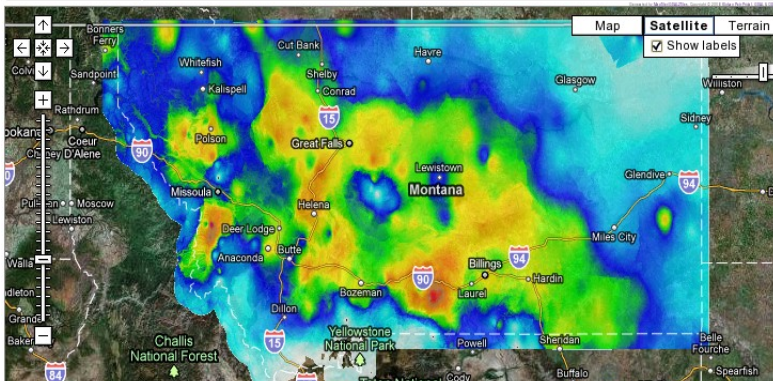 Map
Satellite
Terrain
Show labels
Bonners
Ferry
Cut Bank
Havre
Whitefish
Shelby
Sandpoint
Kalispell
Conrad
Glasgow
Williston
Rathdrum
15
Sidney
Coeur
D'Alene
90
Polson
Great Falls
Lewistown
Montana
Glendive
94
Missoula
Moscow
Lewiston
Helena
Deer Lodge
Miles City
Anaconda
Butte
94
Billings
90
Hardin
Laurel
Bozeman
Dillon
15
Challis
National Forest
Yellowstone
National Park
Powell
Sheridan
Belle
Fourche
Baker
84
Cody
Buffalo
Spearfish